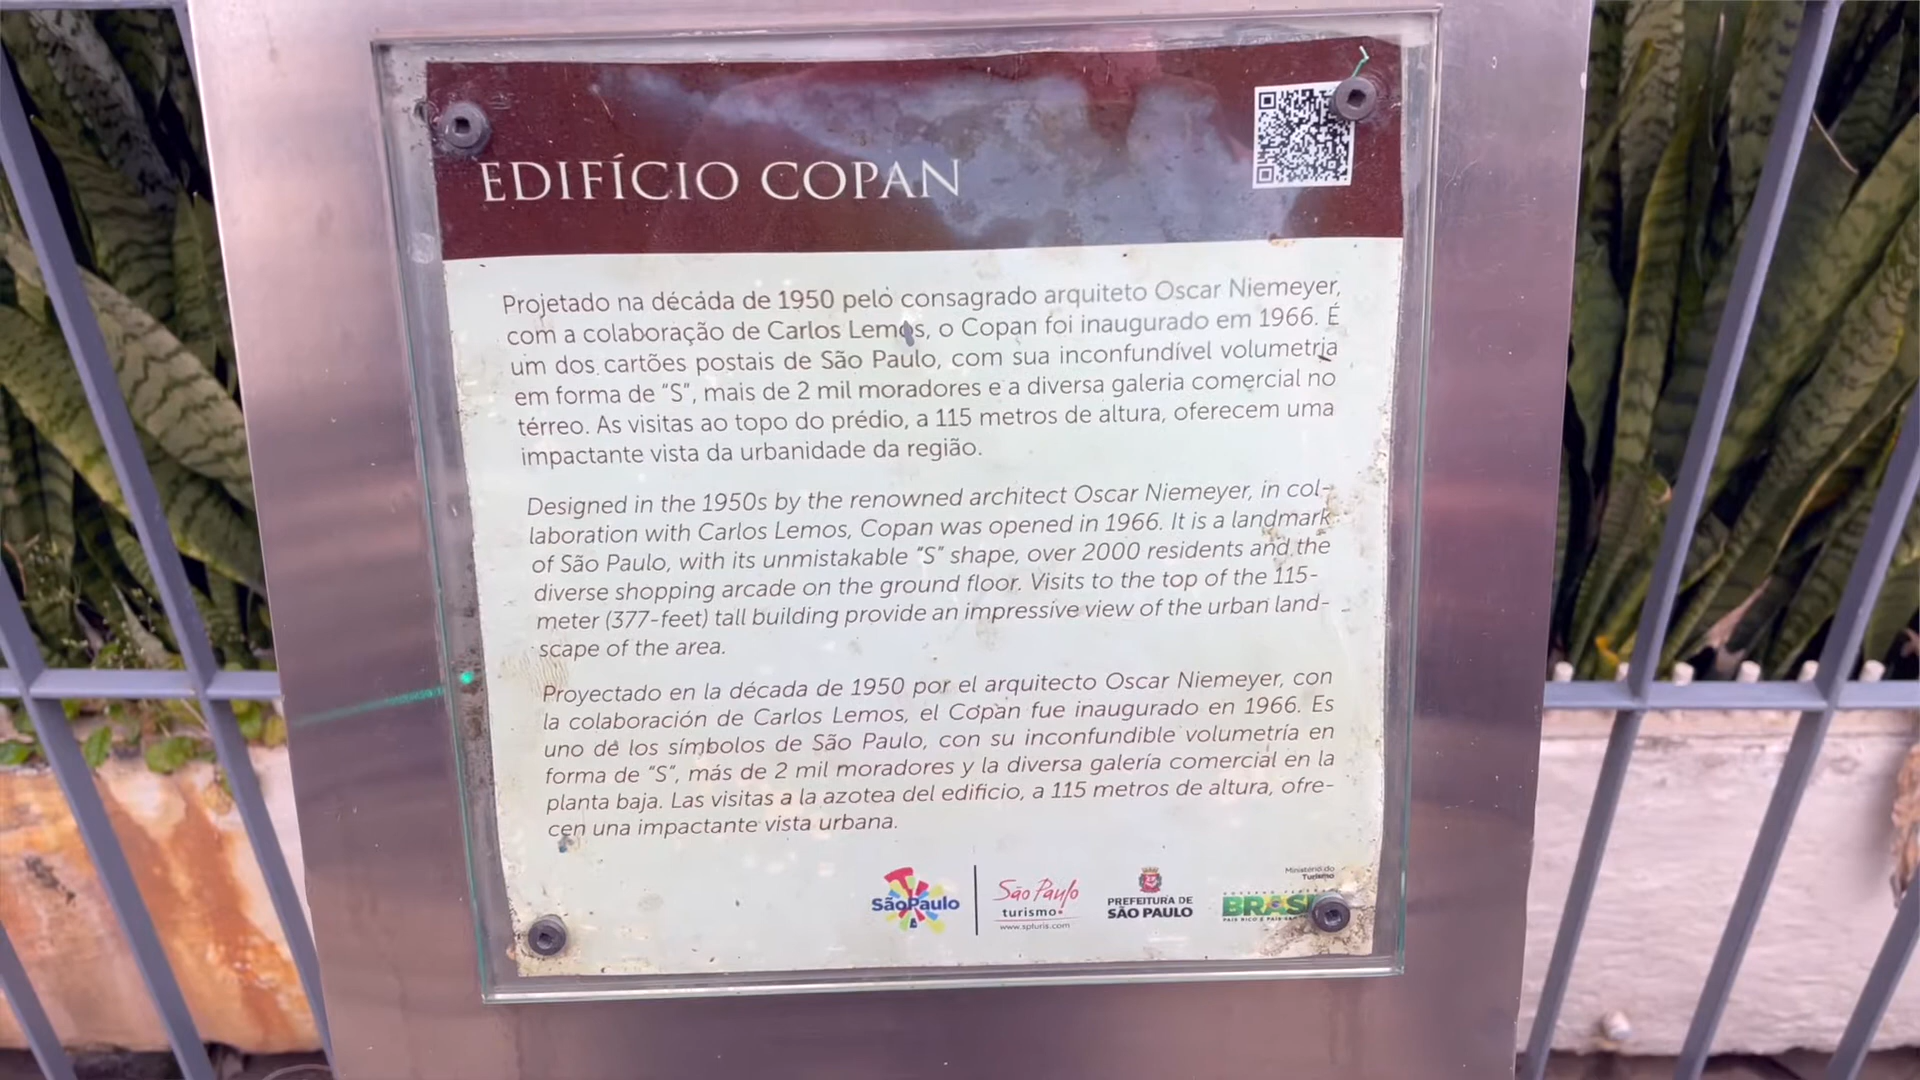 EDIFÍCIO COPAN
Projetado na década de 1950 pelo consagrado arquiteto Oscar Niemeyer,
com a colaboração de Carlos Lemos, o Copan foi inaugurado em 1966. É
um dos cartões postais de São Paulo, com sua inconfundível volumetria
em forma de “S”, mais de 2 mil moradores e a diversa galeria comercial no
térreo. As visitas ao topo do prédio, a 115 metros de altura, oferecem uma
impactante vista da urbanidade da região.
Designed in the 1950s by the renowned architect Oscar Niemeyer, in col-
laboration with Carlos Lemos, Copan was opened in 1966. It is a landmark
of São Paulo, with its unmistakable “S” shape, over 2000 residents and the
diverse shopping arcade on the ground floor. Visits to the top of the 115-
meter (377-feet) tall building provide an impressive view of the urban land-
scape of the area.
Proyectado en la década de 1950 por el arquitecto Oscar Niemeyer, con
la colaboración de Carlos Lemos, el Copan fue inaugurado en 1966. Es
uno de los símbolos de São Paulo, con su inconfundible volumetría en
forma de “S”, más de 2 mil moradores y la diversa galería comercial en la
planta baja. Las visitas a la azotea del edificio, a 115 metros de altura, ofre-
cen una impactante vista urbana.
SãoPaulo
São Paulo
turismo
www.spturis.com
PREFEITURA DE
SÃO PAULO
Ministério do
Turismo